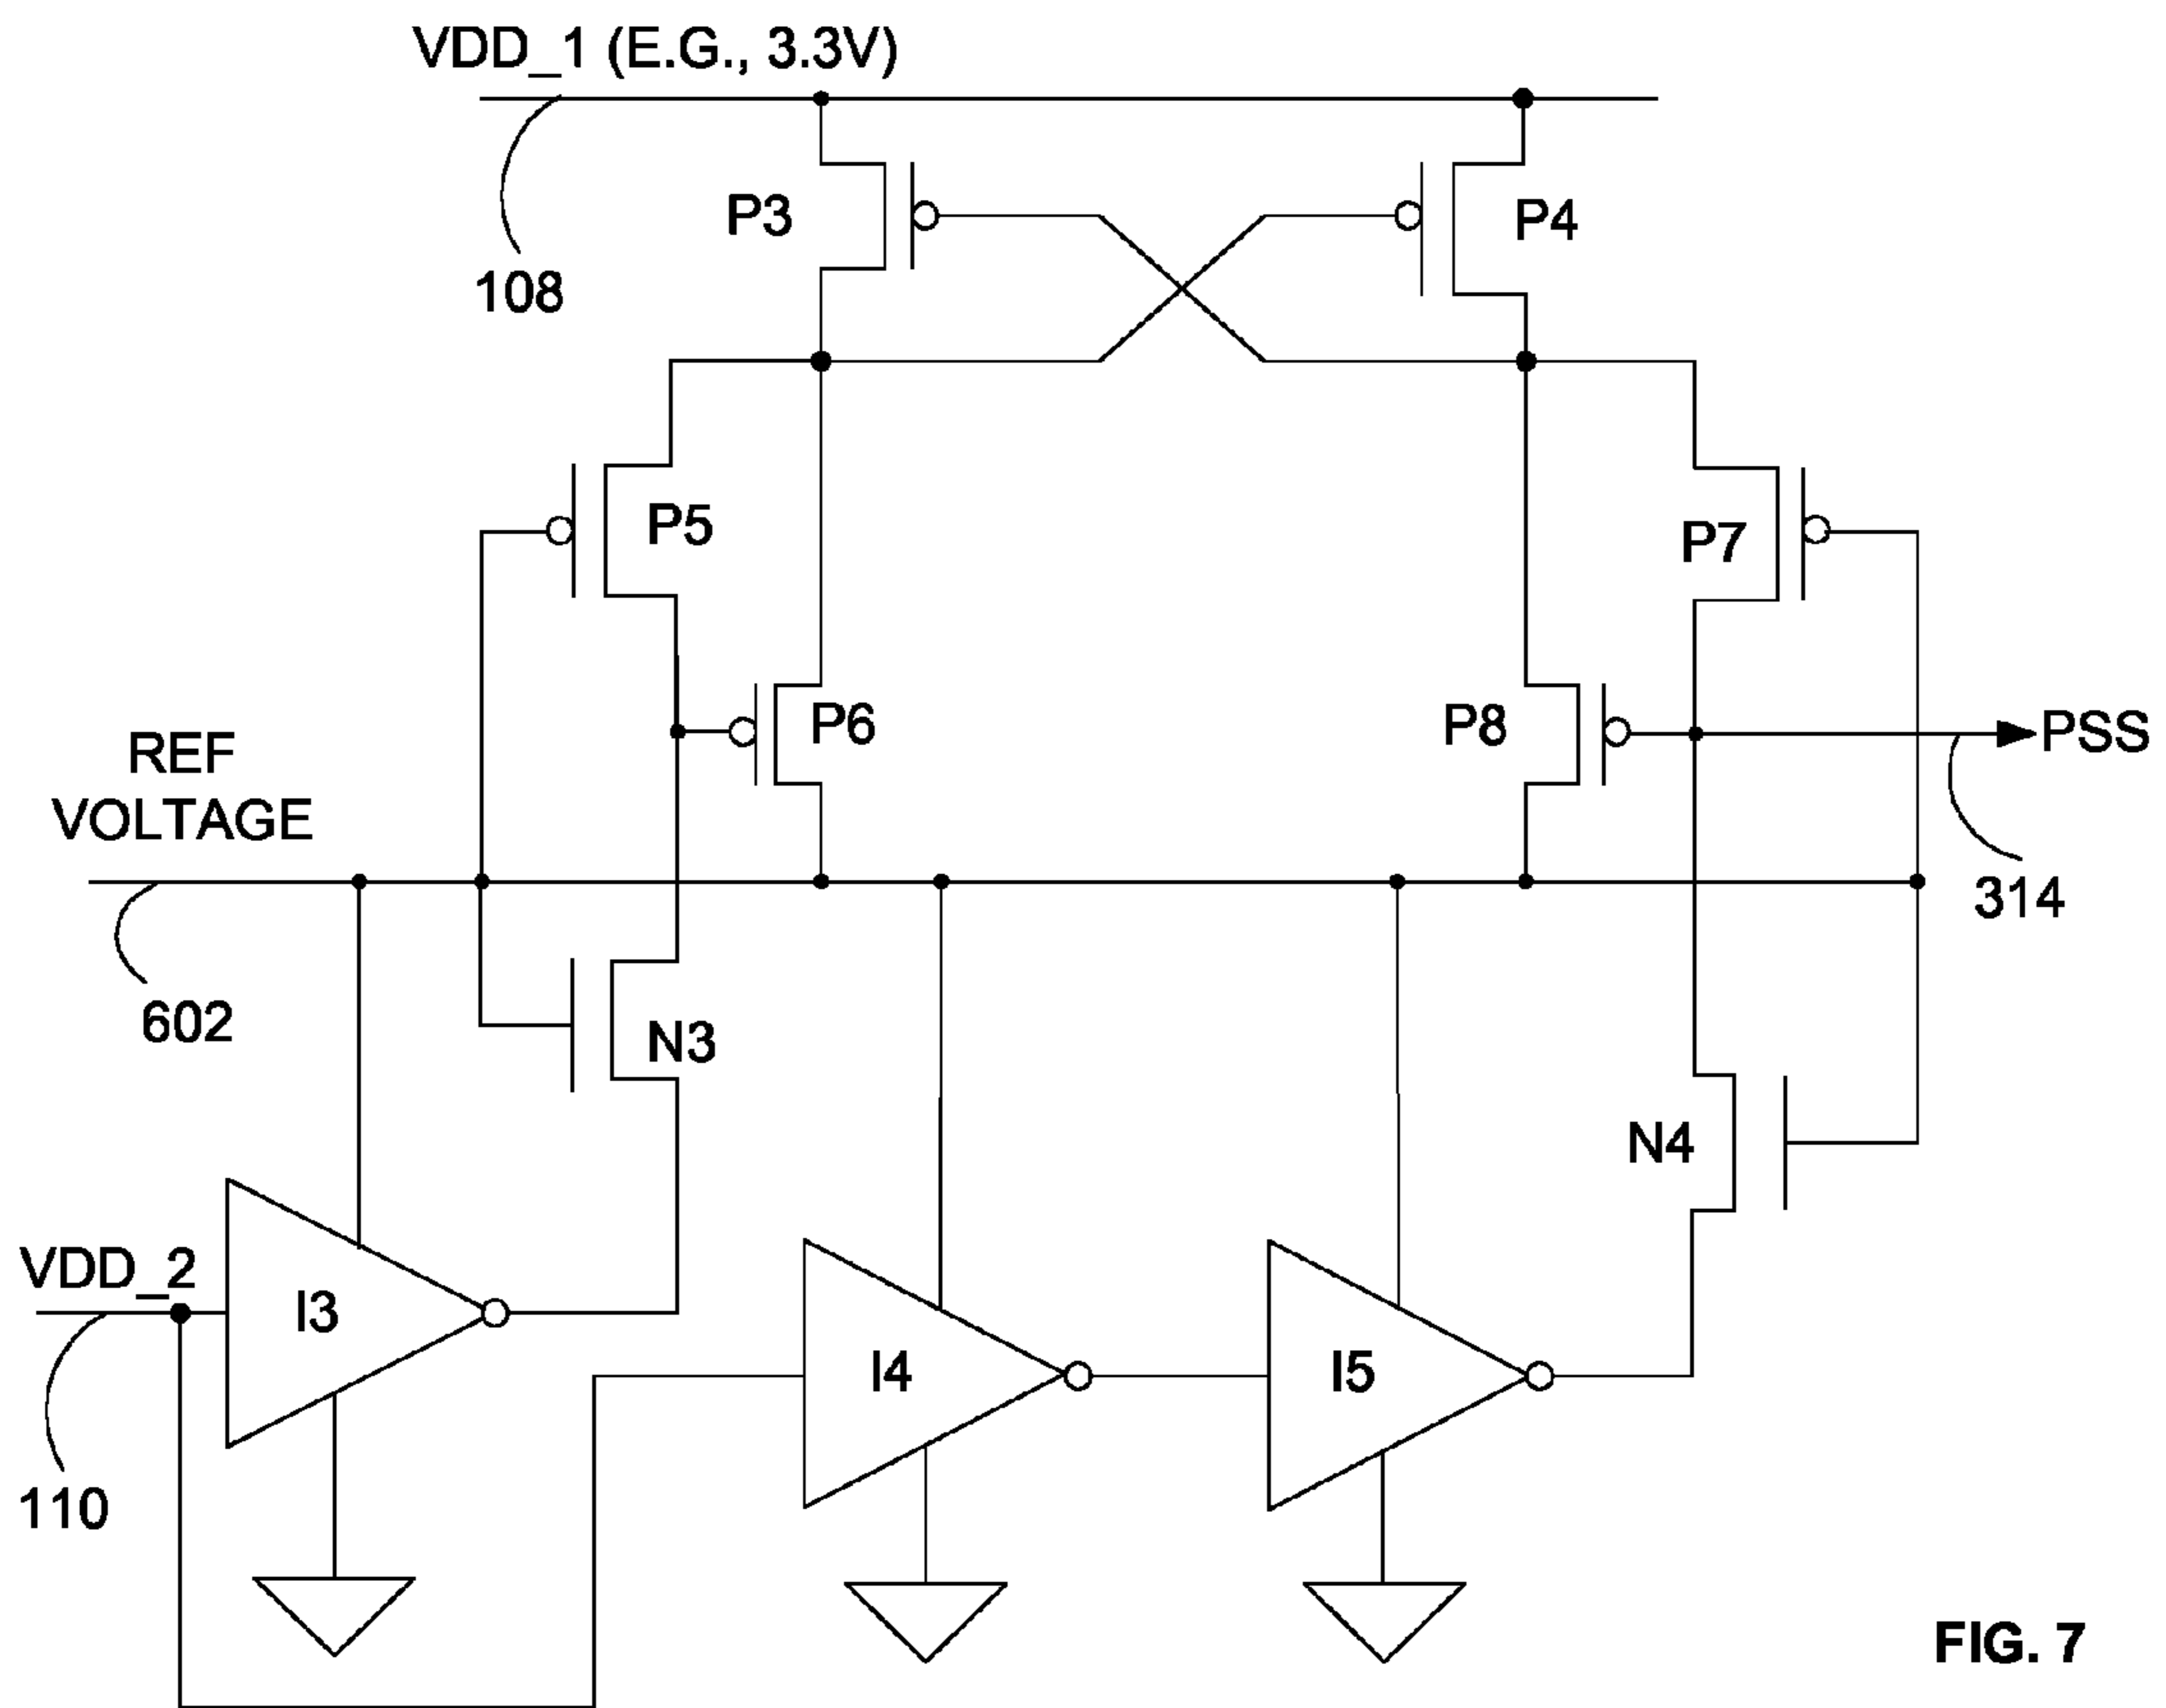 VDD_1 (E.G., 3.3V)
P3
P4
108
P5
P7
P6
P8
PSS
REF
VOLTAGE
314
602
N3
N4
VDD_2
I3
I4
I5
110
FIG. 7